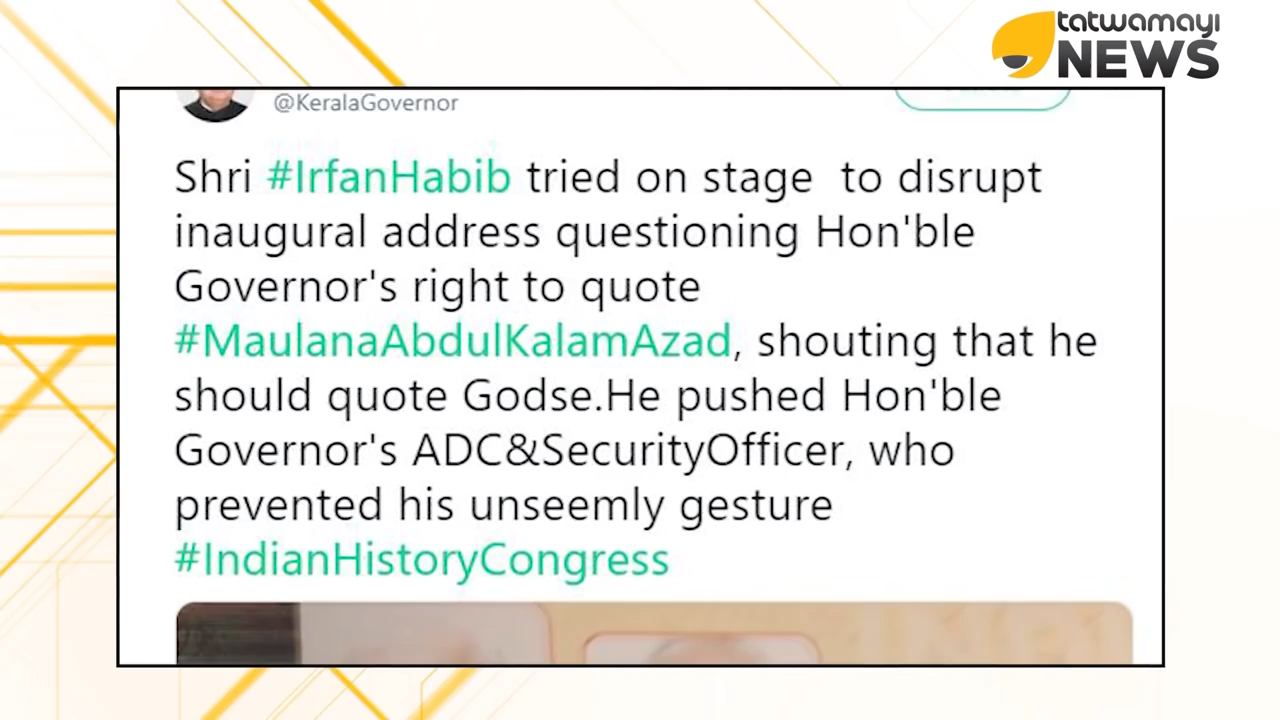 tatwamayi
NEWS
@KeralaGovernor
Shri #IrfanHabib tried on stage to disrupt
inaugural address questioning Hon'ble
Governor's right to quote
#MaulanaAbdulKalamAzad, shouting that he
should quote Godse.He pushed Hon'ble
Governor's ADC&SecurityOfficer, who
prevented his unseemly gesture
#IndianHistoryCongress